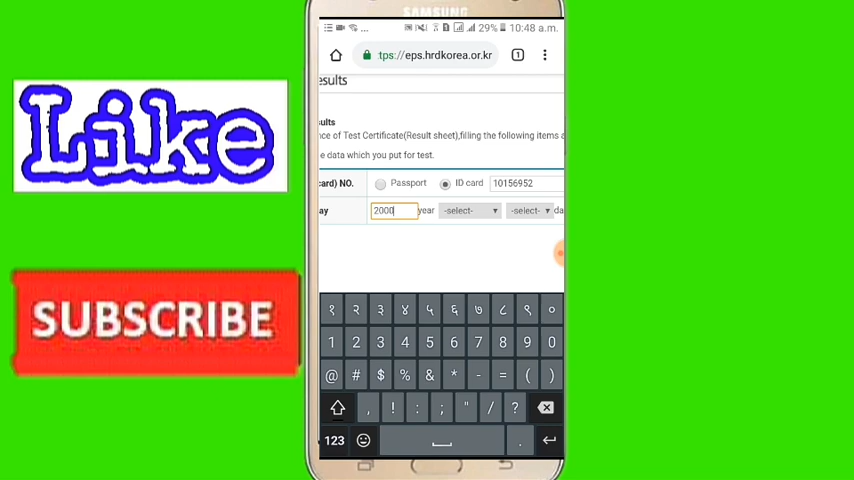 SAMSUNG
29% 10:48 a.m.
tps://eps.hrdkorea.or.kr
1
esults
Like
ults
nce of Test Certificate(Result sheet),filling the following items a
e data which you put for test.
card) NO. Passport ID card 10156952
ay 2000 year -select- -select- da
SUBSCRIBE
१ २ ३ ४ ५ ६ ७ ८ ९ ०
1 2 3 4 5 6 7 8 9 0
@ # $ % & * - = ( )
, ! : ; " / ?
123 .